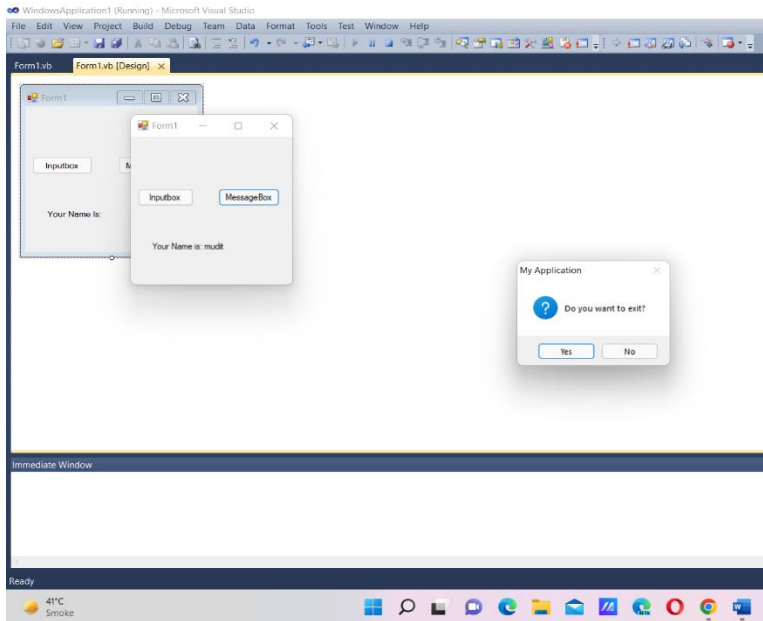 WindowsApplication1 (Running) - Microsoft Visual Studio
File Edit View Project Build Debug Team Data Format Tools Test Window Help
Form1.vb Form1.vb [Design]
Form1
Inputbox M
Your Name Is:
Form1
Inputbox MessageBox
Your Name is: mudit
My Application
Do you want to exit?
Yes No
Immediate Window
Ready
41°C
Smoke